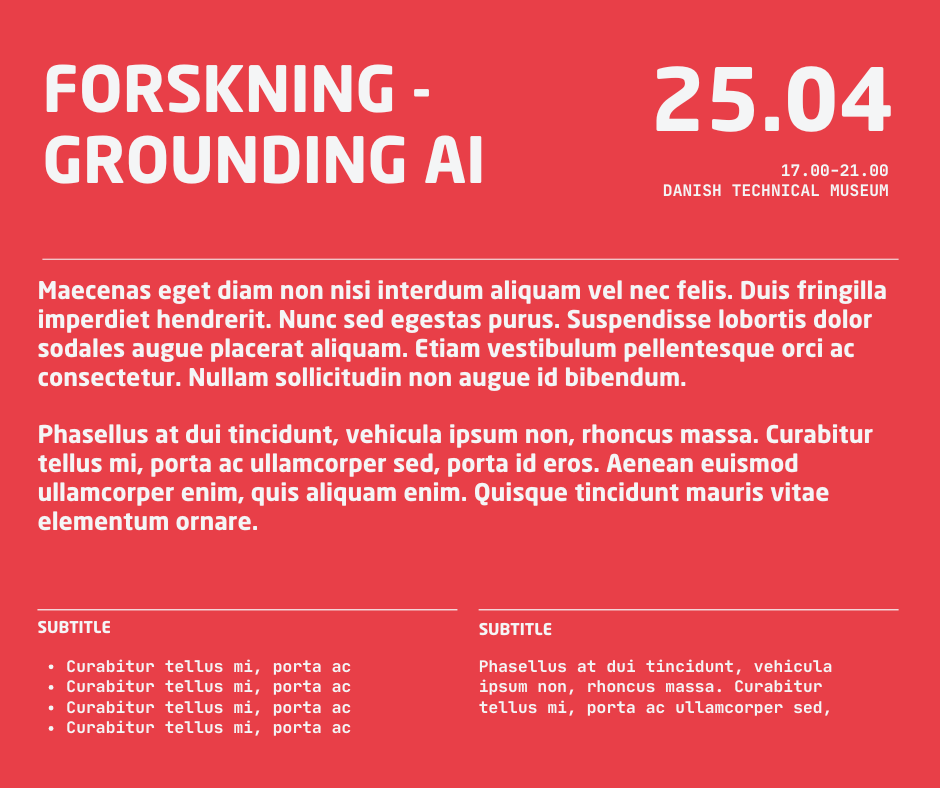 FORSKNING -
GROUNDING AI
25.04
17.00–21.00
DANISH TECHNICAL MUSEUM
Maecenas eget diam non nisi interdum aliquam vel nec felis. Duis fringilla
imperdiet hendrerit. Nunc sed egestas purus. Suspendisse lobortis dolor
sodales augue placerat aliquam. Etiam vestibulum pellentesque orci ac
consectetur. Nullam sollicitudin non augue id bibendum.
Phasellus at dui tincidunt, vehicula ipsum non, rhoncus massa. Curabitur
tellus mi, porta ac ullamcorper sed, porta id eros. Aenean euismod
ullamcorper enim, quis aliquam enim. Quisque tincidunt mauris vitae
elementum ornare.
SUBTITLE
• Curabitur tellus mi, porta ac
• Curabitur tellus mi, porta ac
• Curabitur tellus mi, porta ac
• Curabitur tellus mi, porta ac
SUBTITLE
Phasellus at dui tincidunt, vehicula
ipsum non, rhoncus massa. Curabitur
tellus mi, porta ac ullamcorper sed,